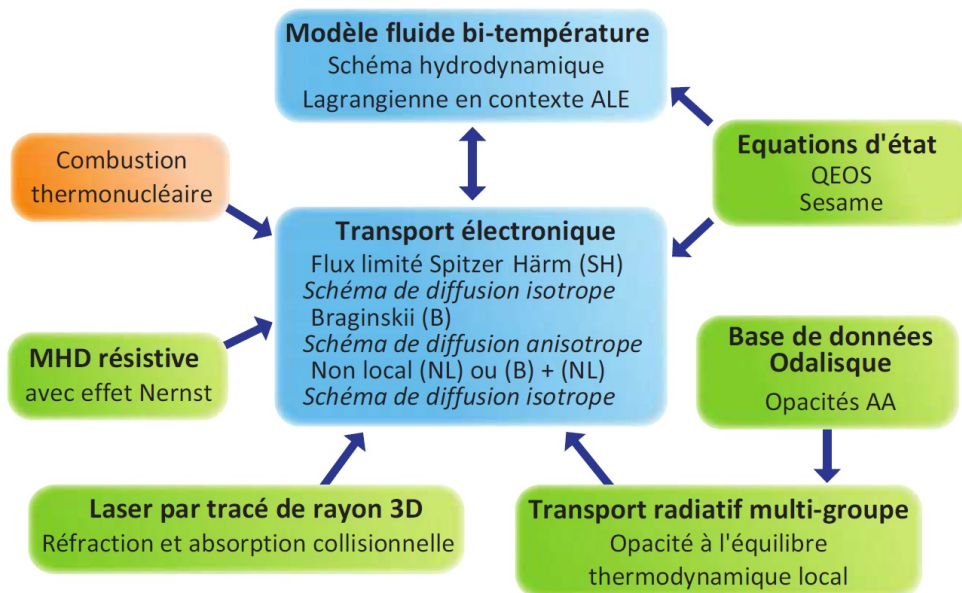 Modèle fluide bi-température
Schéma hydrodynamique
Lagrangienne en contexte ALE
Combustion
thermonucléaire
Equations d'état
QEOS
Sesame
Transport électronique
Flux limité Spitzer Härm (SH)
Schéma de diffusion isotrope
Braginskii (B)
Schéma de diffusion anisotrope
Non local (NL) ou (B) + (NL)
Schéma de diffusion isotrope
MHD résistive
avec effet Nernst
Base de données
Odalisque
Opacités AA
Laser par tracé de rayon 3D
Réfraction et absorption collisionnelle
Transport radiatif multi-groupe
Opacité à l'équilibre
thermodynamique local